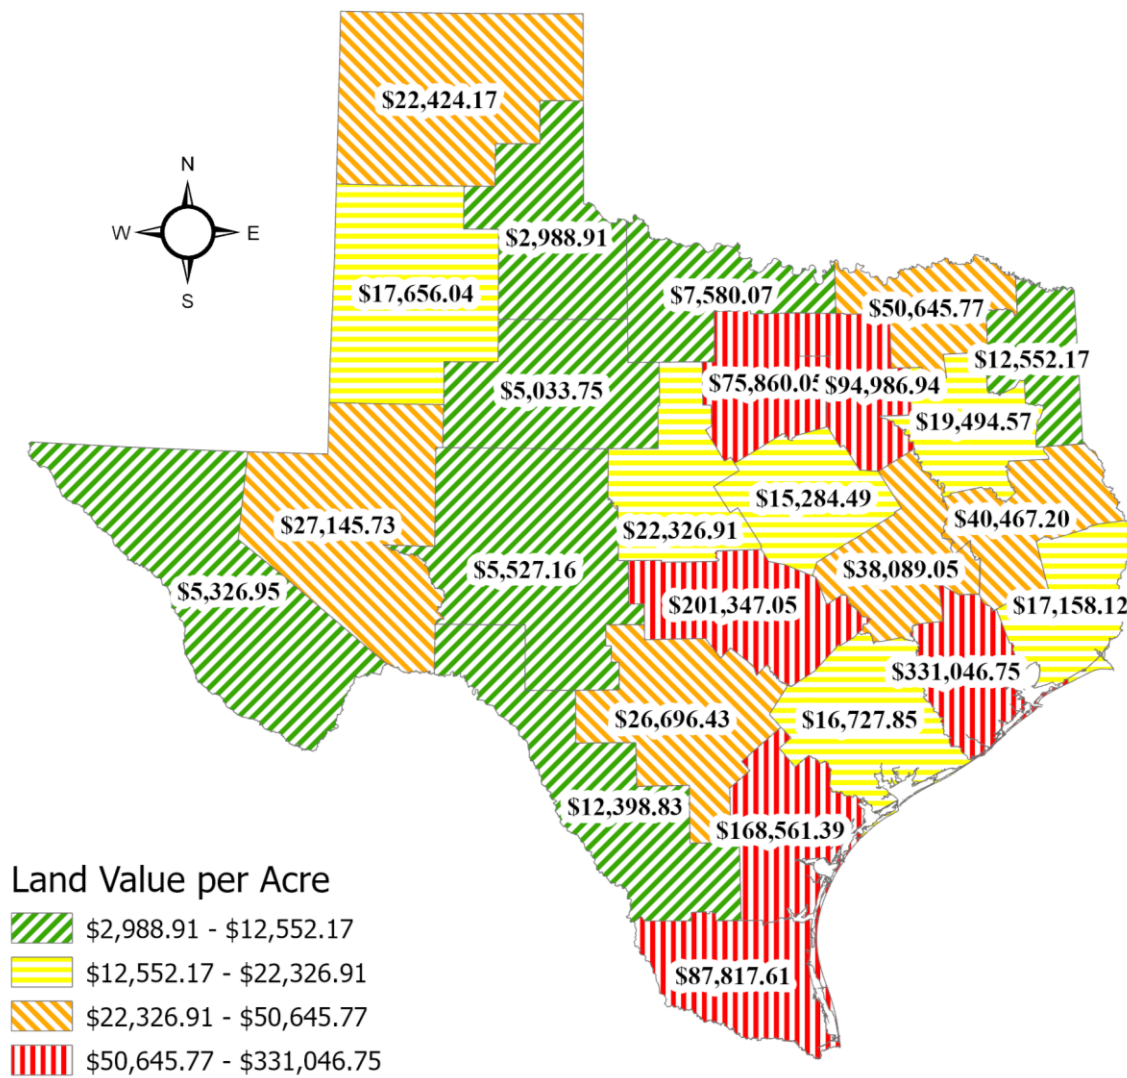 $22,424.17
N
W
E
S
$2,988.91
$17,656.04
$7,580.07
$50,645.77
$12,552.17
$75,860.05
$94,986.94
$5,033.75
$19,494.57
$15,284.49
$27,145.73
$22,326.91
$40,467.20
$5,527.16
$38,089.05
$5,326.95
$201,347.05
$17,158.12
$331,046.75
$26,696.43
$16,727.85
$12,398.83
$168,561.39
$87,817.61
Land Value per Acre
$2,988.91 - $12,552.17
$12,552.17 - $22,326.91
$22,326.91 - $50,645.77
$50,645.77 - $331,046.75